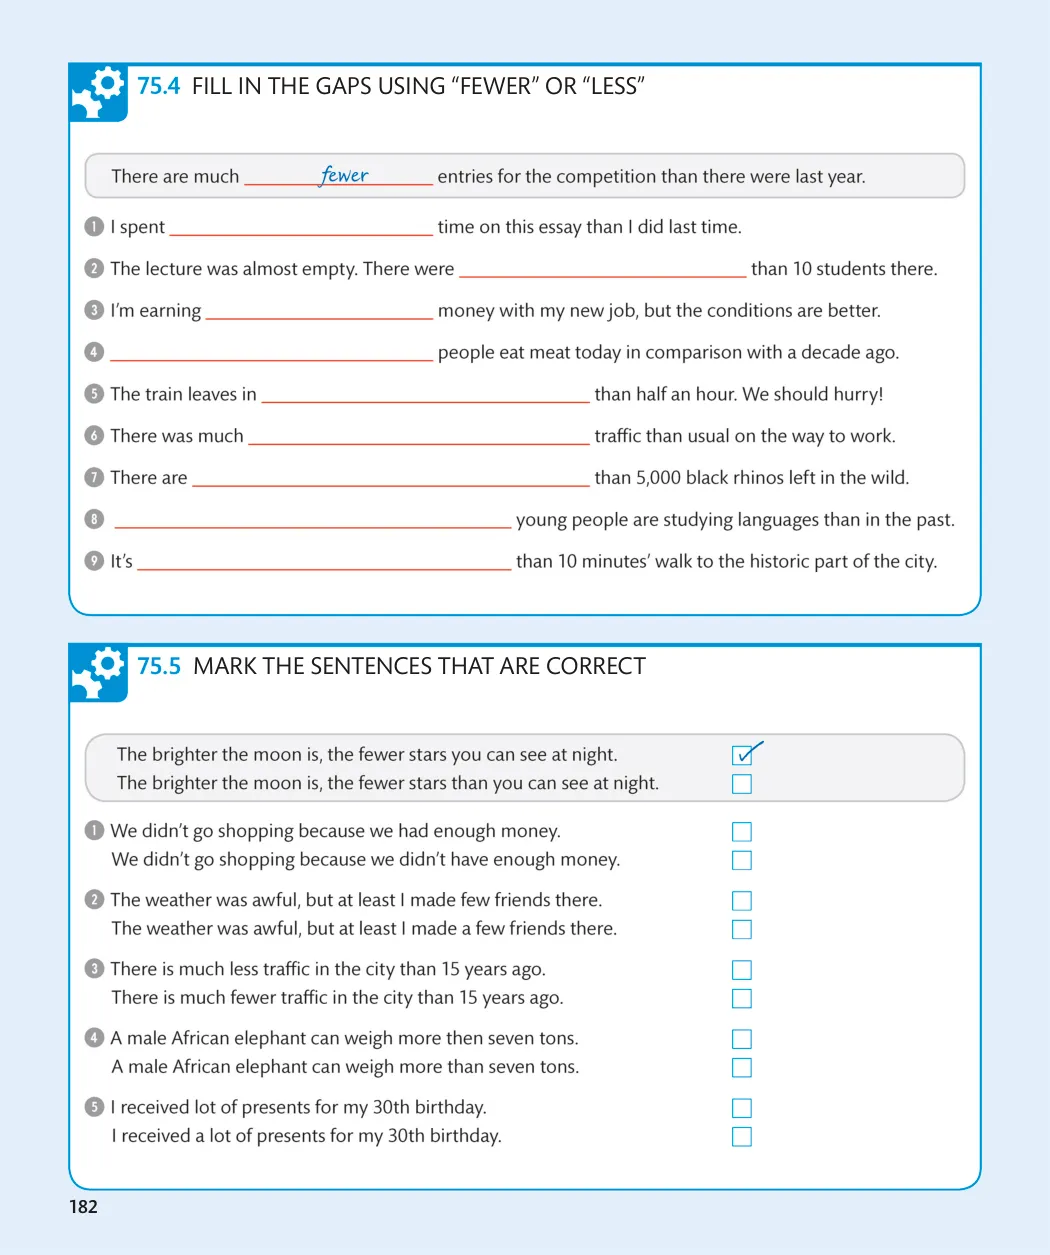 75.4 FILL IN THE GAPS USING “FEWER” OR “LESS”
There are much fewer entries for the competition than there were last year.
1 I spent ______ time on this essay than I did last time.
2 The lecture was almost empty. There were ______ than 10 students there.
3 I’m earning ______ money with my new job, but the conditions are better.
4 ______ people eat meat today in comparison with a decade ago.
5 The train leaves in ______ than half an hour. We should hurry!
6 There was much ______ traffic than usual on the way to work.
7 There are ______ than 5,000 black rhinos left in the wild.
8 ______ young people are studying languages than in the past.
9 It’s ______ than 10 minutes’ walk to the historic part of the city.
75.5 MARK THE SENTENCES THAT ARE CORRECT
The brighter the moon is, the fewer stars you can see at night.
The brighter the moon is, the fewer stars than you can see at night.
1 We didn’t go shopping because we had enough money.
We didn’t go shopping because we didn’t have enough money.
2 The weather was awful, but at least I made few friends there.
The weather was awful, but at least I made a few friends there.
3 There is much less traffic in the city than 15 years ago.
There is much fewer traffic in the city than 15 years ago.
4 A male African elephant can weigh more then seven tons.
A male African elephant can weigh more than seven tons.
5 I received lot of presents for my 30th birthday.
I received a lot of presents for my 30th birthday.
182